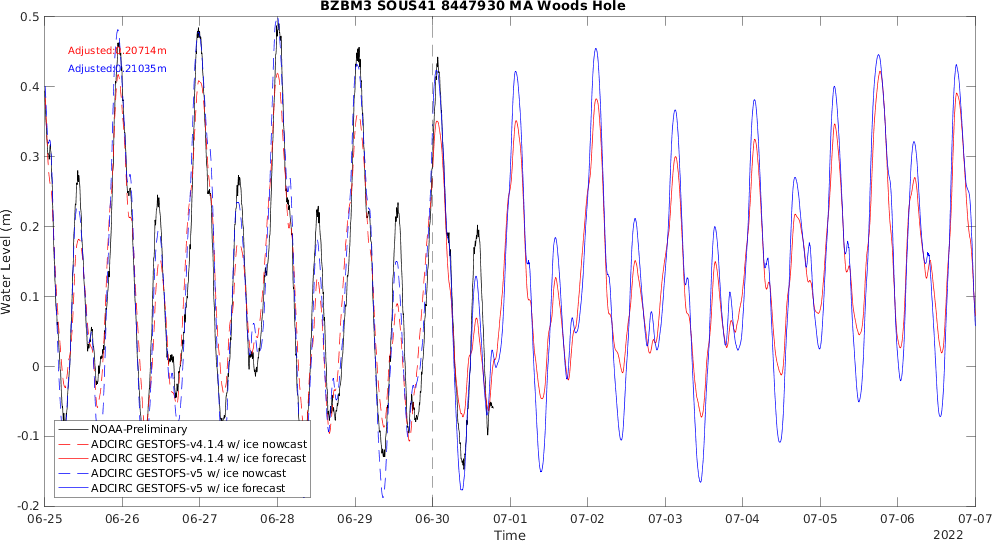 BZBM3 SOUS41 8447930 MA Woods Hole
Adjusted:0.20714m
Adjusted:0.21035m
Water Level (m)
0.5
0.4
0.3
0.2
0.1
0
-0.1
-0.2
NOAA-Preliminary
ADCIRC GESTOFS-v4.1.4 w/ ice nowcast
ADCIRC GESTOFS-v4.1.4 w/ ice forecast
ADCIRC GESTOFS-v5 w/ ice nowcast
ADCIRC GESTOFS-v5 w/ ice forecast
06-25 06-26 06-27 06-28 06-29 06-30 07-01 07-02 07-03 07-04 07-05 07-06 07-07
Time
2022